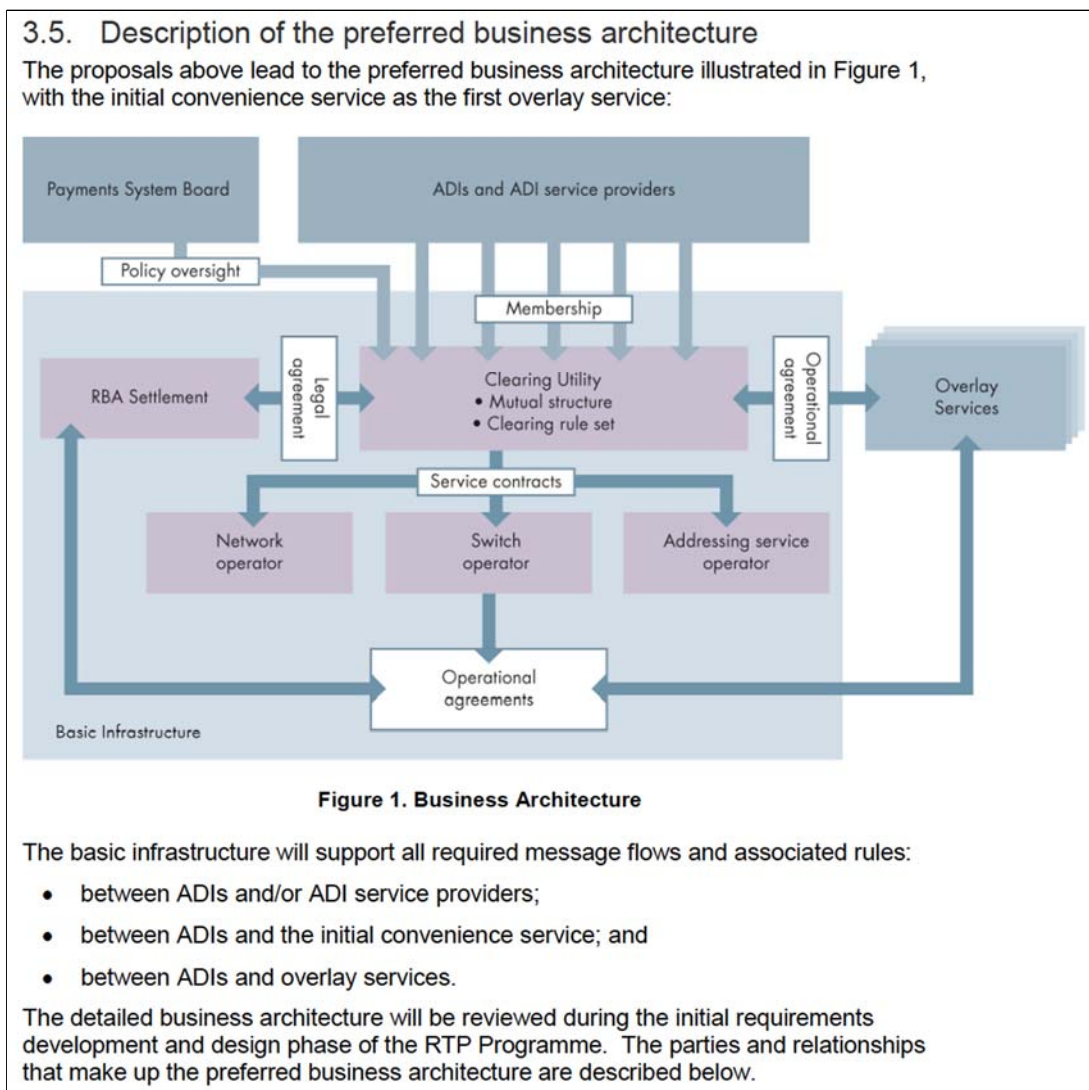 3.5. Description of the preferred business architecture
The proposals above lead to the preferred business architecture illustrated in Figure 1,
with the initial convenience service as the first overlay service:
Payments System Board
ADIs and ADI service providers
Policy oversight
Membership
RBA Settlement
Legal
agreement
Clearing Utility
• Mutual structure
• Clearing rule set
Operational
agreement
Overlay
Services
Service contracts
Network
operator
Switch
operator
Addressing service
operator
Operational
agreements
Basic Infrastructure
Figure 1. Business Architecture
The basic infrastructure will support all required message flows and associated rules:
• between ADIs and/or ADI service providers;
• between ADIs and the initial convenience service; and
• between ADIs and overlay services.
The detailed business architecture will be reviewed during the initial requirements
development and design phase of the RTP Programme. The parties and relationships
that make up the preferred business architecture are described below.